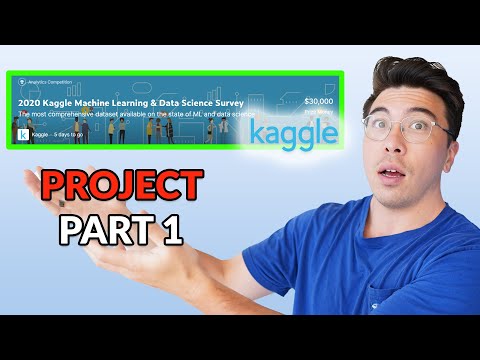 Analytics Competition
2020 Kaggle Machine Learning & Data Science Survey
$30,000
The most comprehensive dataset available on the state of ML and data science
Prize Money
k
Kaggle - 5 days to go
kaggle
PROJECT
PART 1